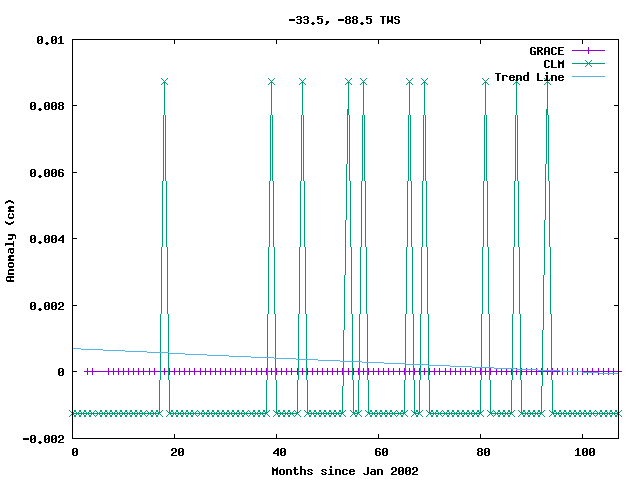 -33.5, -88.5 TWS
GRACE
CLM
Trend Line
0.01
0.008
0.006
0.004
0.002
0
-0.002
Anomaly (cm)
0 20 40 60 80 100
Months since Jan 2002